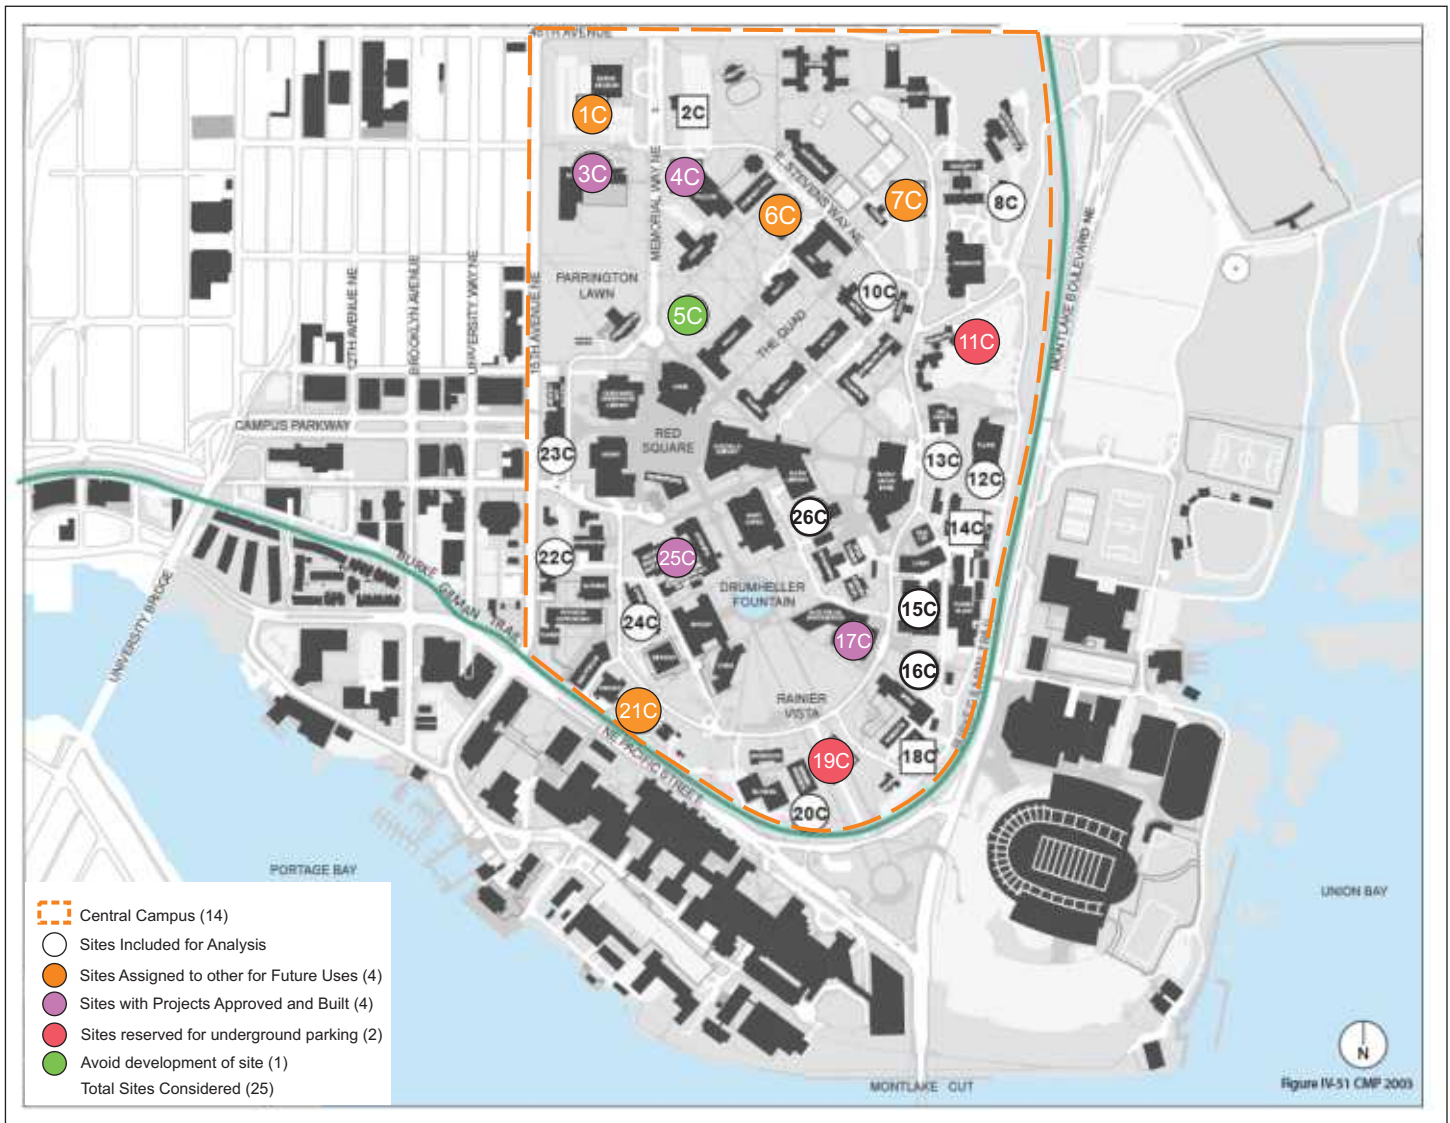 45TH AVENUE
1C
2C
3C
4C
MEMORIAL WAY NE
E. STEVENS WAY NE
6C
7C
8C
PARRINGTON
LAWN
5C
10C
THE QUAD
11C
12TH AVENUE NE
BROOKLYN AVENUE
UNIVERSITY WAY NE
15TH AVENUE NE
MONTLAKE BOULEVARD NE
CAMPUS PARKWAY
RED
SQUARE
23C
13C
12C
26C
14C
22C
25C
DRUMHELLER
FOUNTAIN
15C
24C
17C
16C
BURKE GILMAN TRAIL
UNIVERSITY BRIDGE
RAINIER
VISTA
21C
NE PACIFIC STREET
19C
18C
20C
PORTAGE BAY
UNION BAY
Central Campus (14)
Sites Included for Analysis
Sites Assigned to other for Future Uses (4)
Sites with Projects Approved and Built (4)
Sites reserved for underground parking (2)
Avoid development of site (1)
Total Sites Considered (25)
MONTLAKE CUT
N
Figure IV-51 CMP 2003